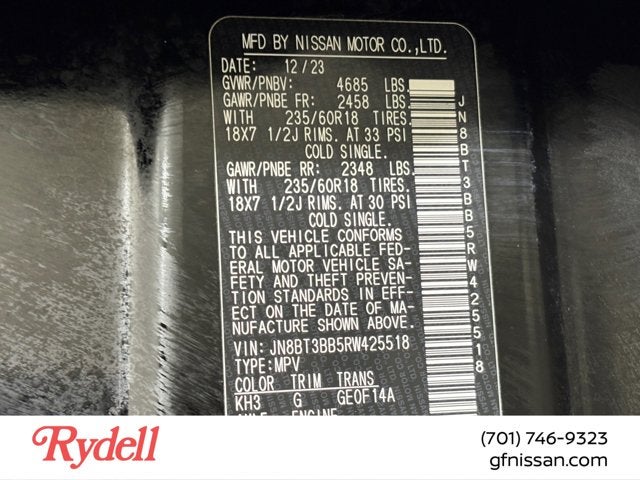 MFD BY NISSAN MOTOR CO.,LTD.
DATE: 12/23
GVWR/PNBV: 4685 LBS.
GAWR/PNBE FR: 2458 LBS.
WITH 235/60R18 TIRES.
18X7 1/2J RIMS. AT 33 PSI
COLD SINGLE.
GAWR/PNBE RR: 2348 LBS.
WITH 235/60R18 TIRES.
18X7 1/2J RIMS. AT 30 PSI
COLD SINGLE.
THIS VEHICLE CONFORMS
TO ALL APPLICABLE FED-
ERAL MOTOR VEHICLE SA-
FETY AND THEFT PREVEN-
TION STANDARDS IN EFF-
ECT ON THE DATE OF MA-
NUFACTURE SHOWN ABOVE.
VIN: JN8BT3BB5RW425518
TYPE:MPV
COLOR TRIM TRANS
KH3 G GE0F14A
AXLE ENGINE
JN8BT3BB5RW425518
Rydell
(701) 746-9323
gfnissan.com